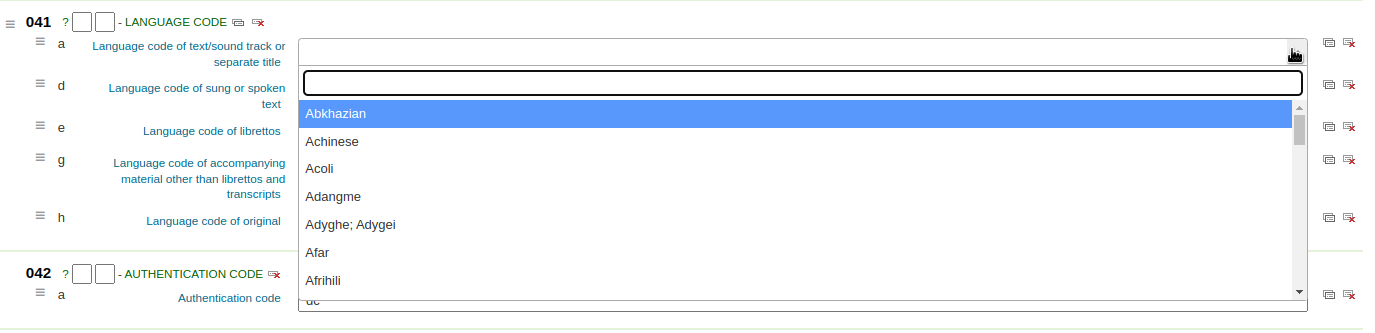 041 ? - LANGUAGE CODE
a Language code of text/sound track or
separate title
d Language code of sung or spoken
text
e Language code of librettos
g Language code of accompanying
material other than librettos and
transcripts
h Language code of original
Abkhazian
Achinese
Acoli
Adangme
Adyghe; Adygei
Afar
Afrihili
042 ? - AUTHENTICATION CODE
a Authentication code